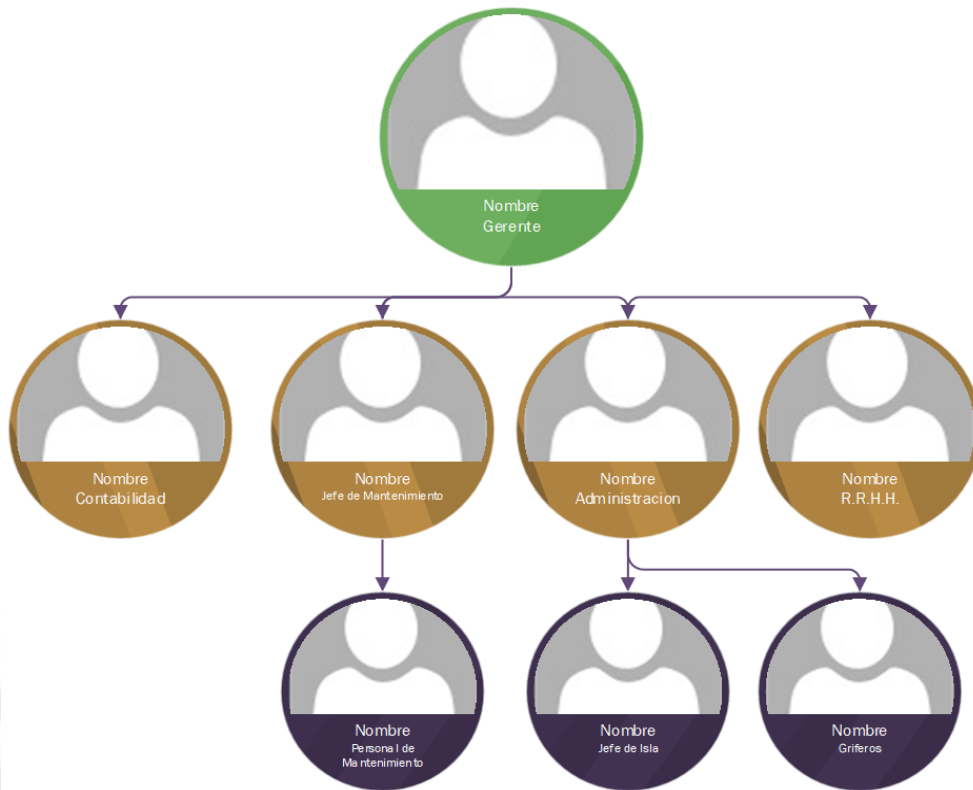 Nombre
Gerente
Nombre
Contabilidad
Nombre
Jefe de Mantenimiento
Nombre
Administracion
Nombre
R.R.H.H.
Nombre
Personal de
Mantenimiento
Nombre
Jefe de Isla
Nombre
Griferos